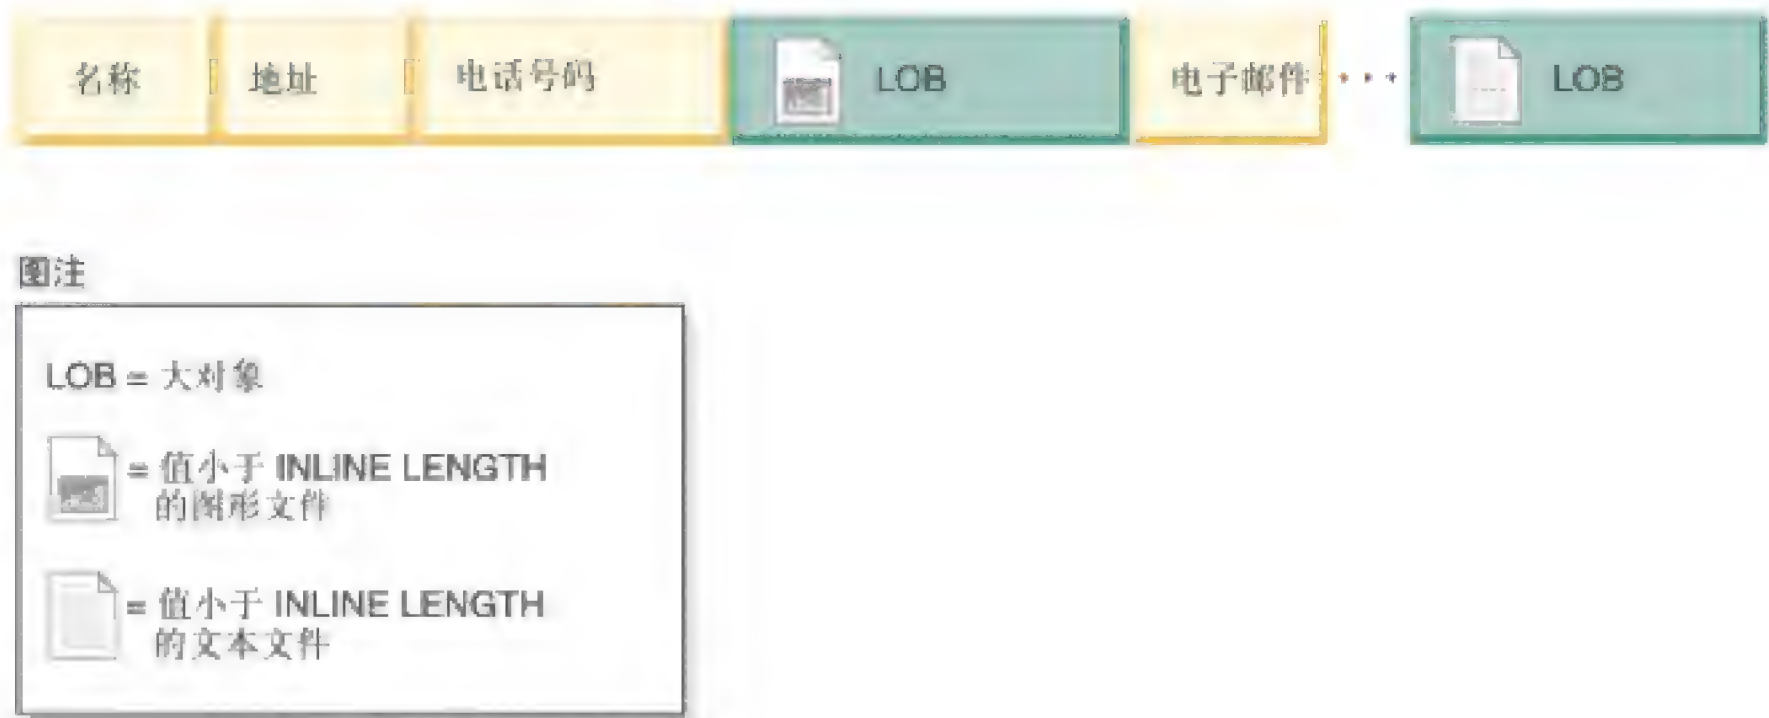 名称 地址 电话号码 LOB 电子邮件 ... LOB
图注
LOB = 大对象
= 值小于 INLINE LENGTH
的图形文件
= 值小于 INLINE LENGTH
的文本文件